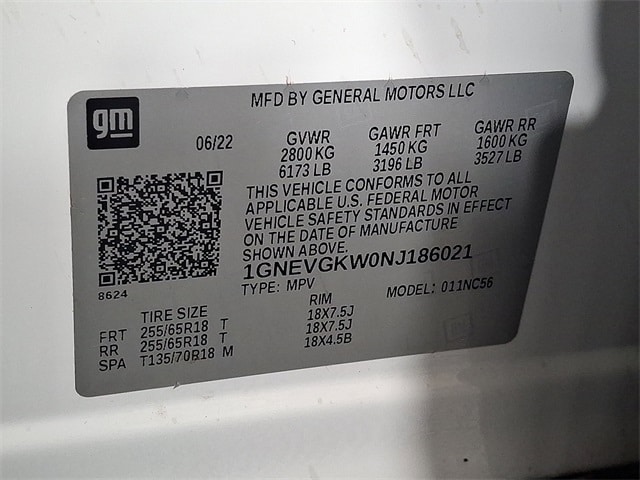 MFD BY GENERAL MOTORS LLC
gm
06/22 GVWR GAWR FRT GAWR RR
2800 KG 1450 KG 1600 KG
6173 LB 3196 LB 3527 LB
THIS VEHICLE CONFORMS TO ALL
APPLICABLE U.S. FEDERAL MOTOR
VEHICLE SAFETY STANDARDS IN EFFECT
ON THE DATE OF MANUFACTURE
SHOWN ABOVE.
1GNEVGKW0NJ186021
8624
TYPE: MPV MODEL: 011NC56
TIRE SIZE RIM
FRT 255/65R18 T 18X7.5J
RR 255/65R18 T 18X7.5J
SPA T135/70R18 M 18X4.5B